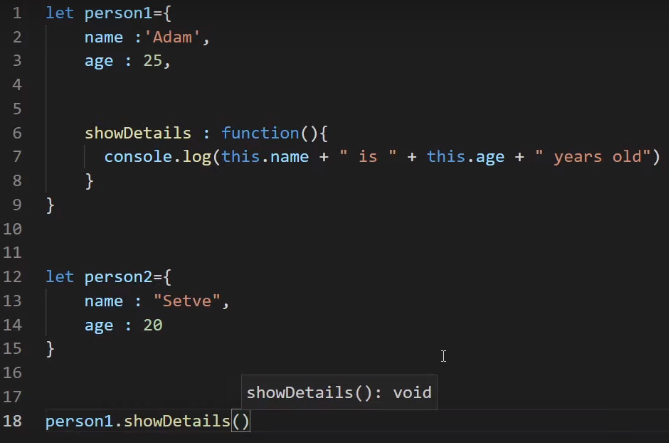 1 let person1={
2 name :'Adam',
3 age : 25,
4
5
6 showDetails : function(){
7 console.log(this.name + " is " + this.age + " years old")
8 }
9 }
10
11
12 let person2={
13 name : "Setve",
14 age : 20
15 }
16
17
showDetails(): void
18 person1.showDetails()